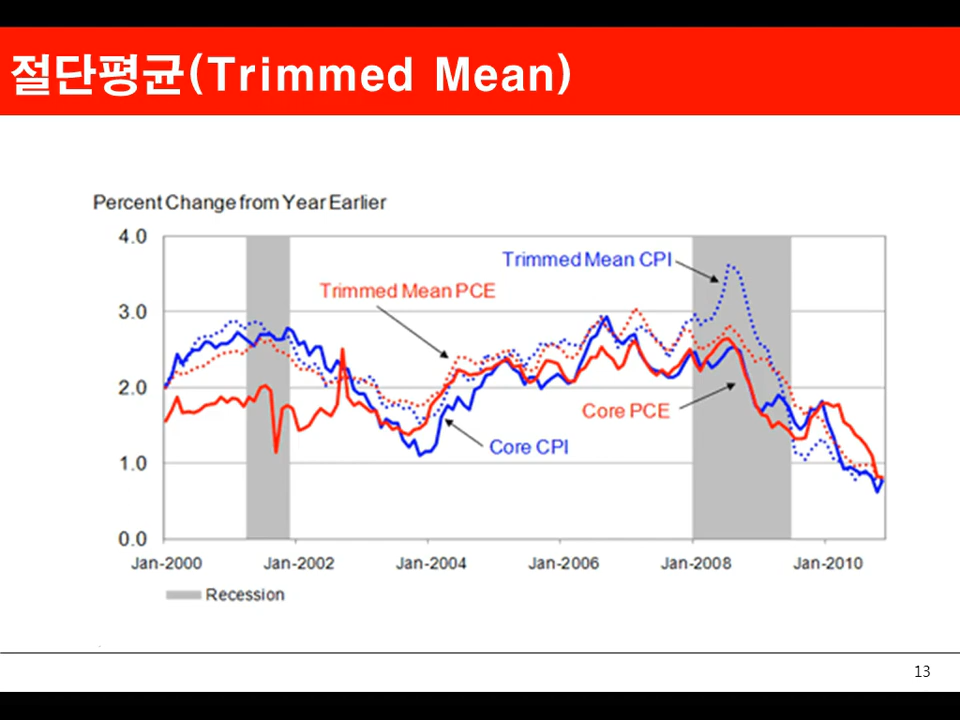 절단평균(Trimmed Mean)
Percent Change from Year Earlier
4.0
Trimmed Mean CPI
Trimmed Mean PCE
3.0
2.0
Core PCE
Core CPI
1.0
0.0
Jan-2000 Jan-2002 Jan-2004 Jan-2006 Jan-2008 Jan-2010
Recession
13